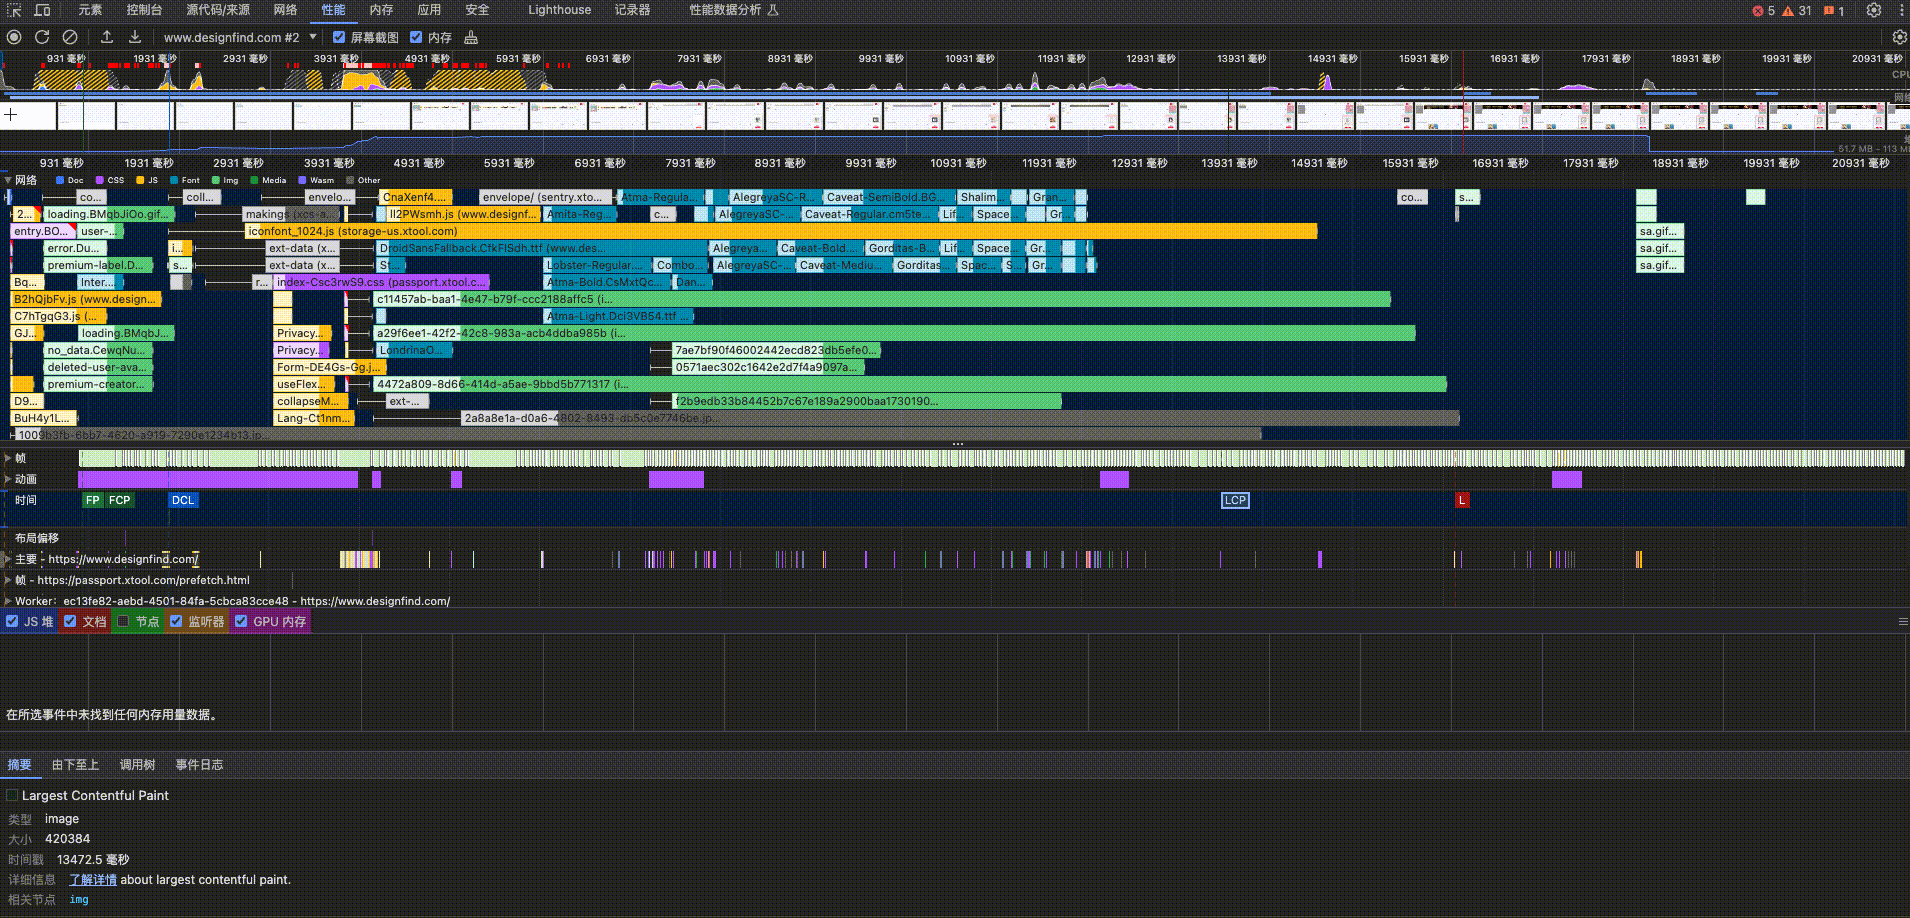 元素 控制台 源代码/来源 网络 性能 内存 应用 安全 Lighthouse 记录器 性能数据分析 5 31 1
www.designfind.com #2 屏幕截图 内存
931 毫秒 1931 毫秒 2931 毫秒 3931 毫秒 4931 毫秒 5931 毫秒 6931 毫秒 7931 毫秒 8931 毫秒 9931 毫秒 10931 毫秒 11931 毫秒 12931 毫秒 13931 毫秒 14931 毫秒 15931 毫秒 16931 毫秒 17931 毫秒 18931 毫秒 19931 毫秒 20931 毫秒
CPU
网络
51.7 MB - 113 M
931 毫秒 1931 毫秒 2931 毫秒 3931 毫秒 4931 毫秒 5931 毫秒 6931 毫秒 7931 毫秒 8931 毫秒 9931 毫秒 10931 毫秒 11931 毫秒 12931 毫秒 13931 毫秒 14931 毫秒 15931 毫秒 16931 毫秒 17931 毫秒 18931 毫秒 19931 毫秒 20931 毫秒
网络 Doc CSS JS Font Img Media Wasm Other
co... coll... envelo... CnaXenf4.... envelope/ (sentry.xto... Atma-Regula... AlegreyaSC-R... Caveat-SemiBold.BG... Shalim... Gran... co... s...
2... loading.BMqbJiOo.gif... makings (xcs-a... ll2PWsmh.js (www.designf... Amita-Reg... c... AlegreyaSC-... Caveat-Regular.cm5te... Lif... Space... Gr...
entry.BO... user-... iconfont_1024.js (storage-us.xtool.com) sa.gif...
error.Du... i... ext-data (x... DroidSansFallback.CfkFlSdh.ttf (www.des... Alegreya... Caveat-Bold.... Gorditas-B... Lif... Space... Gr... sa.gif...
premium-label.D... s... ext-data (x... St... Lobster-Regular.... Combo... AlegreyaSC-... Caveat-Mediu... Gorditas... Spac... S... Gr... sa.gif...
Bq... Inter... r... index-Csc3rwS9.css (passport.xtool.c... Atma-Bold.CsMxtQc... Dan...
B2hQjbFv.js (www.design... c11457ab-baa1-4e47-b79f-ccc2188affc5 (i...
C7hTgqG3.js (... Atma-Light.Dci3VB54.ttf ...
GJ... loading.BMqbJ... Privacy... a29f6ee1-42f2-42c8-983a-acb4ddba985b (i...
no_data.CewqNu... Privacy... LondrinaO... 7ae7bf90f46002442ecd823db5efe0...
deleted-user-ava... Form-DE4Gs-Gg.j... 0571aec302c1642e2d7f4a9097a...
premium-creator... useFlex... 4472a809-8d66-414d-a5ae-9bbd5b771317 (i...
D9... collapseM... ext-... f2b9edb33b84452b7c67e189a2900baa1730190...
BuH4y1L... Lang-Ct1nm... 2a8a8e1a-d0a6-4802-8493-db5c0e7746be.jp...
1009b3fb-6bb7-4620-a919-7290e1234b13.jp...
帧
动画
时间 FP FCP DCL LCP L
布局偏移
主要 - https://www.designfind.com/
帧 - https://passport.xtool.com/prefetch.html
Worker: ec13fe82-aebd-4501-84fa-5cbca83cce48 - https://www.designfind.com/
JS 堆 文档 节点 监听器 GPU 内存
在所选事件中未找到任何内存用量数据。
摘要 由下至上 调用树 事件日志
Largest Contentful Paint
类型 image
大小 420384
时间戳 13472.5 毫秒
详细信息 了解详情 about largest contentful paint.
相关节点 img